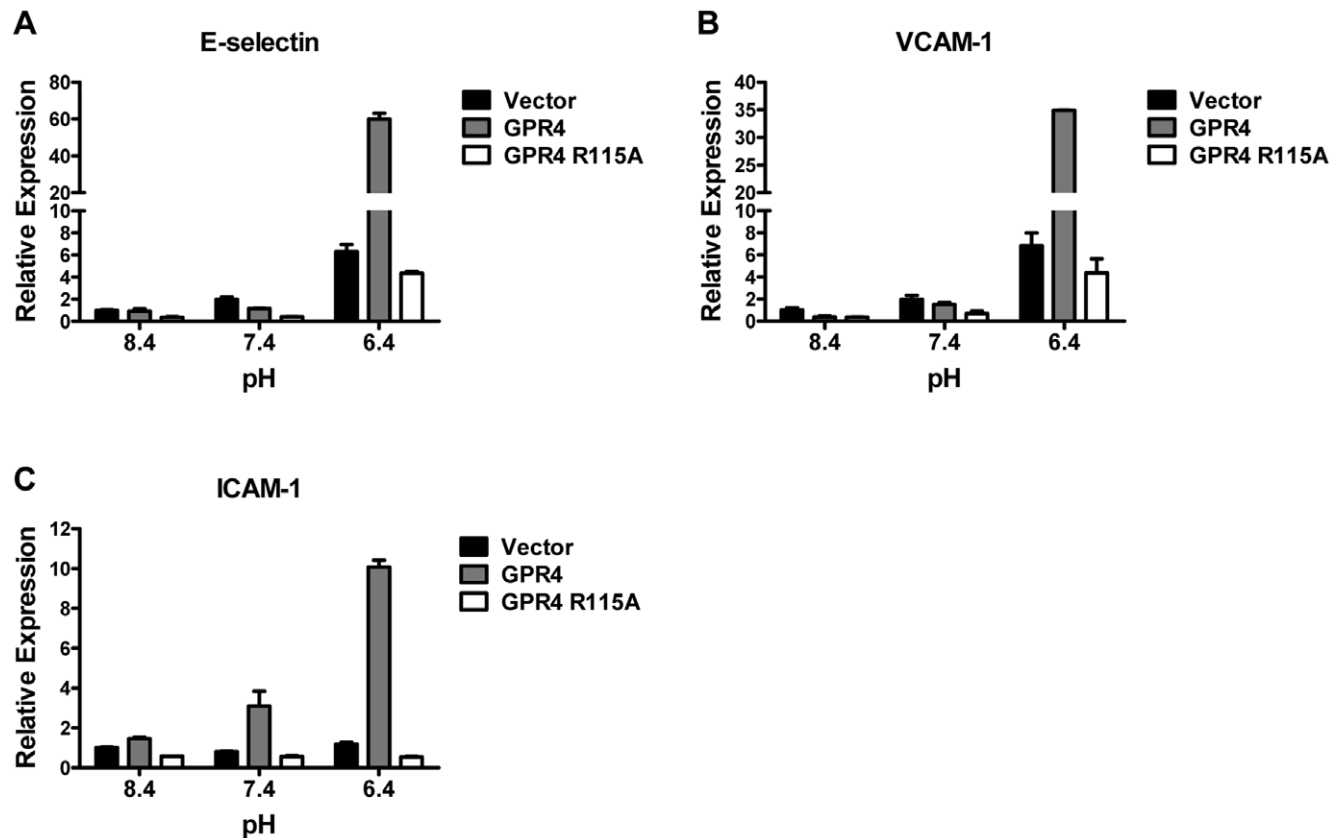 A
E-selectin
Relative Expression
80
60
40
20
10
8
6
4
2
0
8.4 7.4 6.4
pH
Vector
GPR4
GPR4 R115A
B
VCAM-1
Relative Expression
40
35
30
25
20
10
8
6
4
2
0
8.4 7.4 6.4
pH
Vector
GPR4
GPR4 R115A
C
ICAM-1
Relative Expression
12
10
8
6
4
2
0
8.4 7.4 6.4
pH
Vector
GPR4
GPR4 R115A